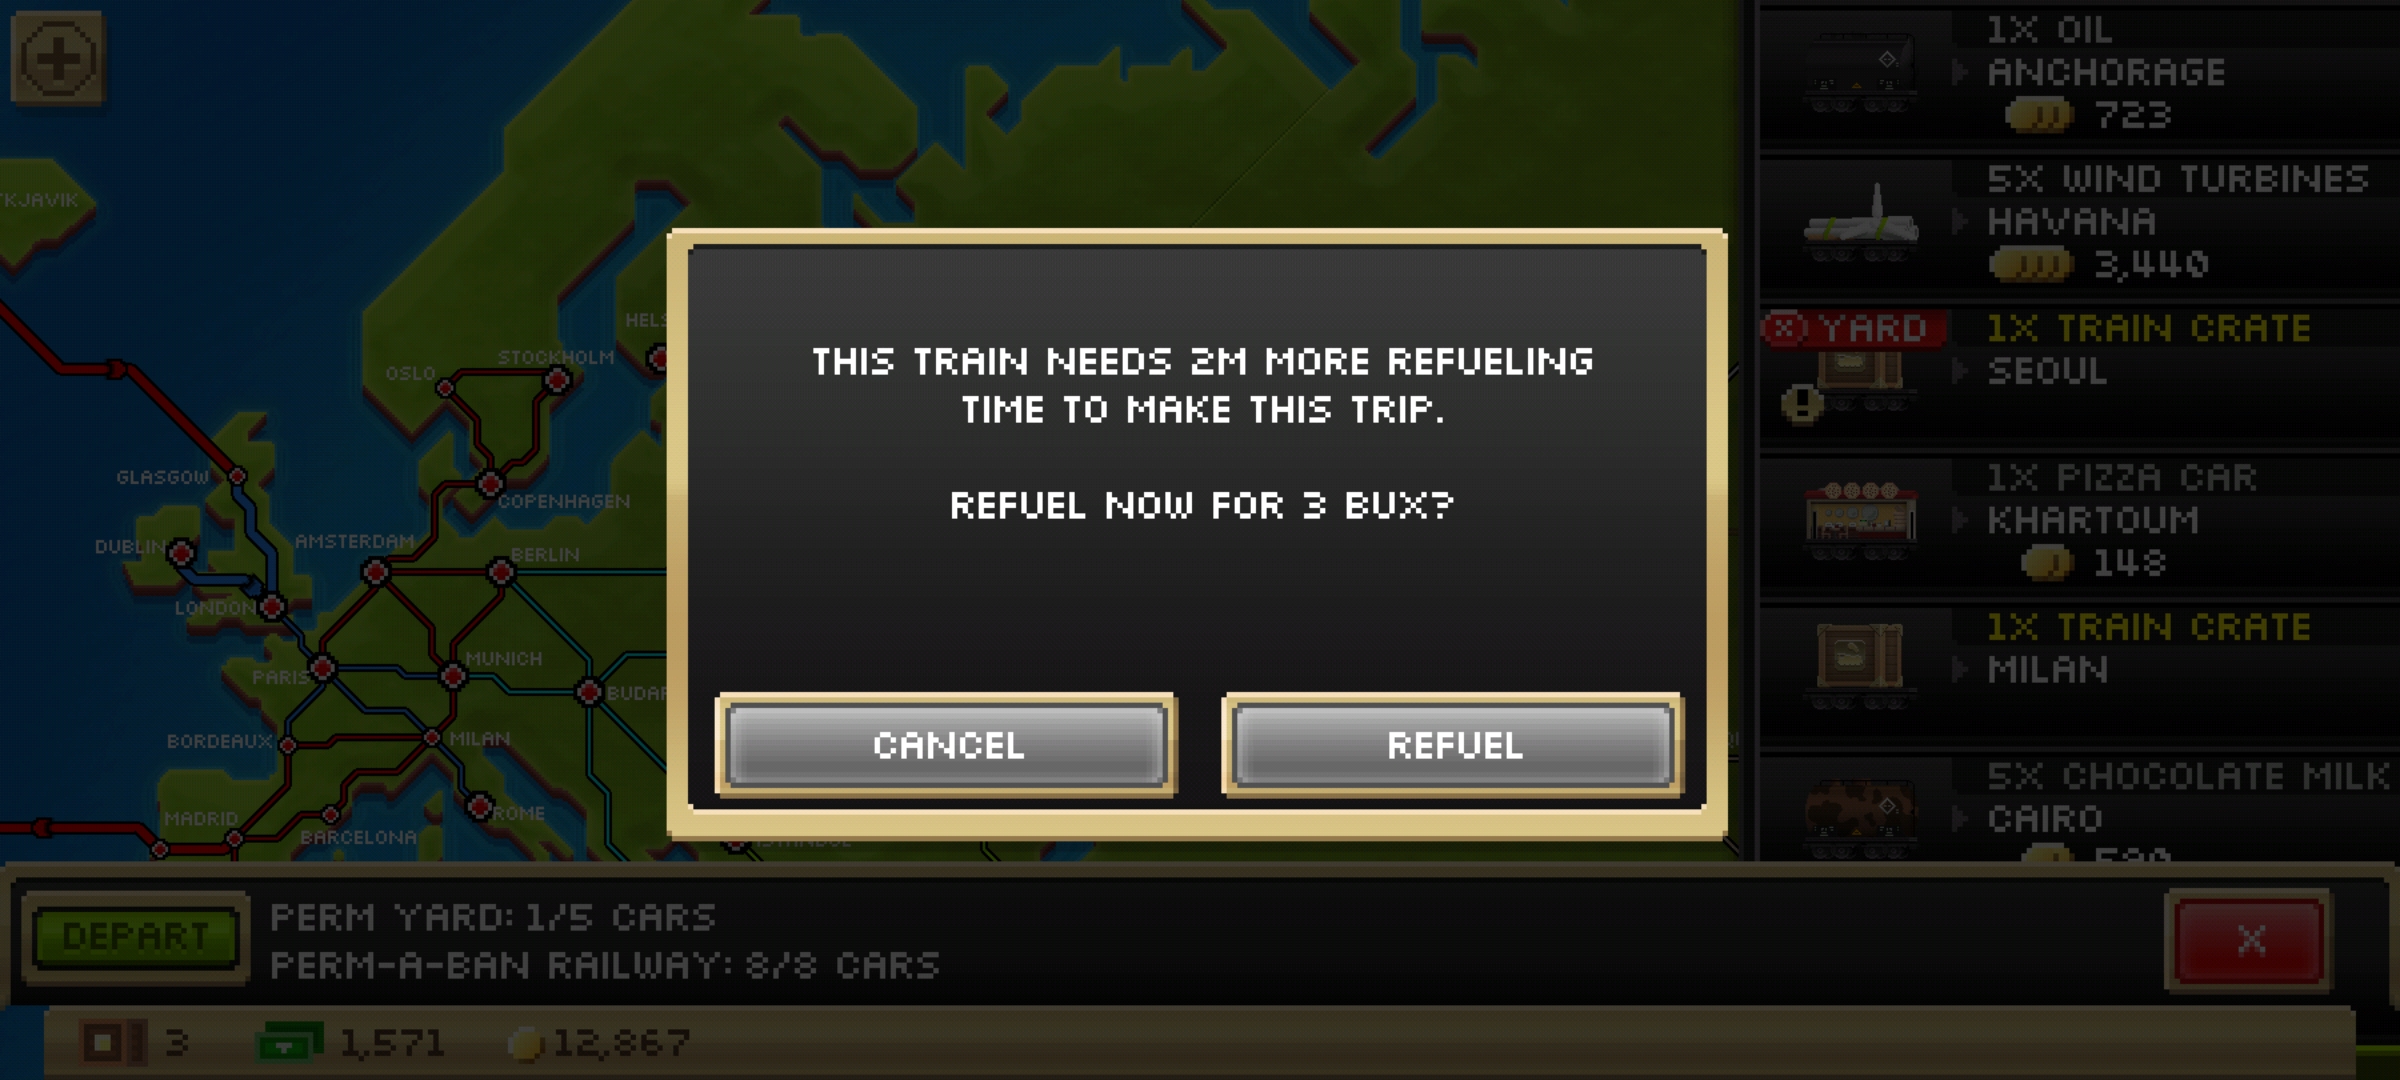 1X OIL
ANCHORAGE
723
5X WIND TURBINES
HAVANA
3,440
YARD
1X TRAIN CRATE
SEOUL
1X PIZZA CAR
KHARTOUM
148
1X TRAIN CRATE
MILAN
5X CHOCOLATE MILK
CAIRO
KJAVIK
STOCKHOLM
OSLO
COPENHAGEN
GLASGOW
DUBLIN
AMSTERDAM
BERLIN
LONDON
PARIS
MUNICH
BUDAP
BORDEAUX
MILAN
MADRID
BARCELONA
ROME
THIS TRAIN NEEDS 2M MORE REFUELING
TIME TO MAKE THIS TRIP.
REFUEL NOW FOR 3 BUX?
CANCEL
REFUEL
DEPART
PERM YARD: 1/5 CARS
PERM-A-BAN RAILWAY: 8/8 CARS
X
3
1,571
12,867